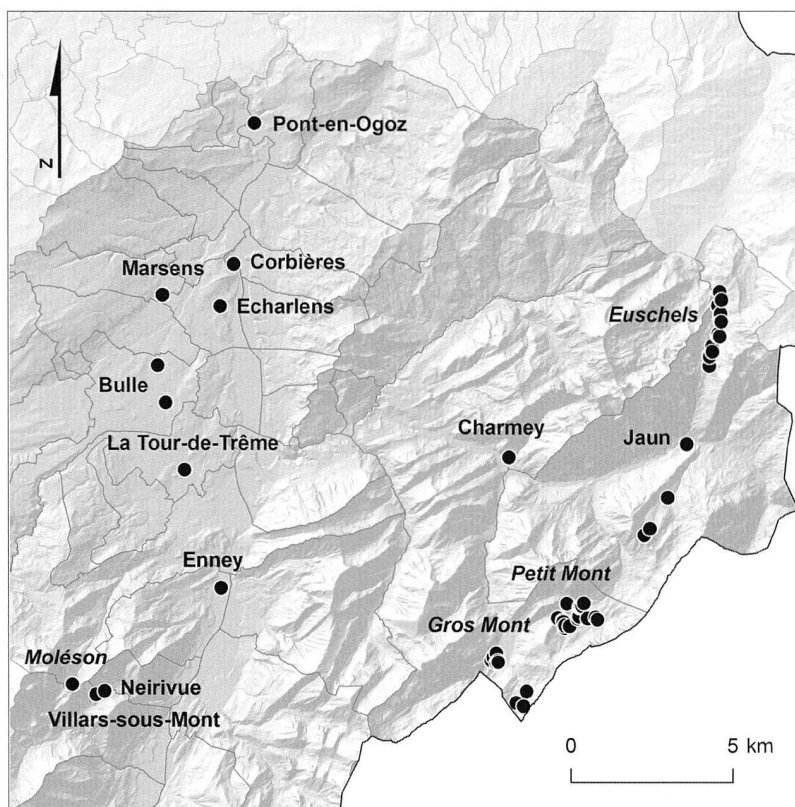 N
Pont-en-Ogoz
Marsens
Corbières
Echarlens
Euschels
Bulle
Charmey
Jaun
La Tour-de-Trême
Enney
Petit Mont
Gros Mont
Moléson
Neirivue
Villars-sous-Mont
0 5 km